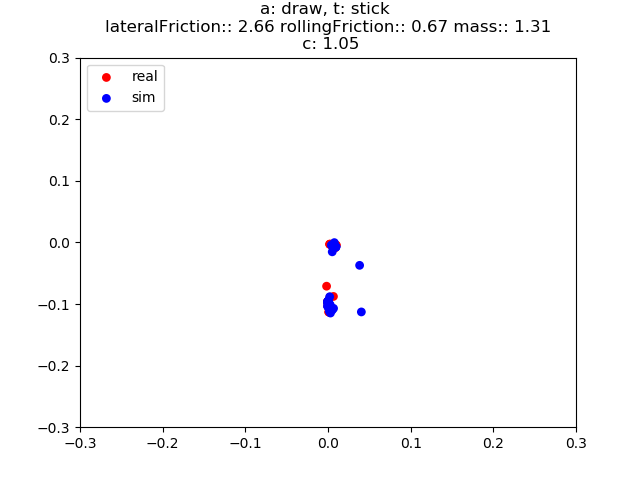 a: draw, t: stick
lateralFriction:: 2.66 rollingFriction:: 0.67 mass:: 1.31
c: 1.05
real
sim
0.3
0.2
0.1
0.0
−0.1
−0.2
−0.3
−0.3
−0.2
−0.1
0.0
0.1
0.2
0.3